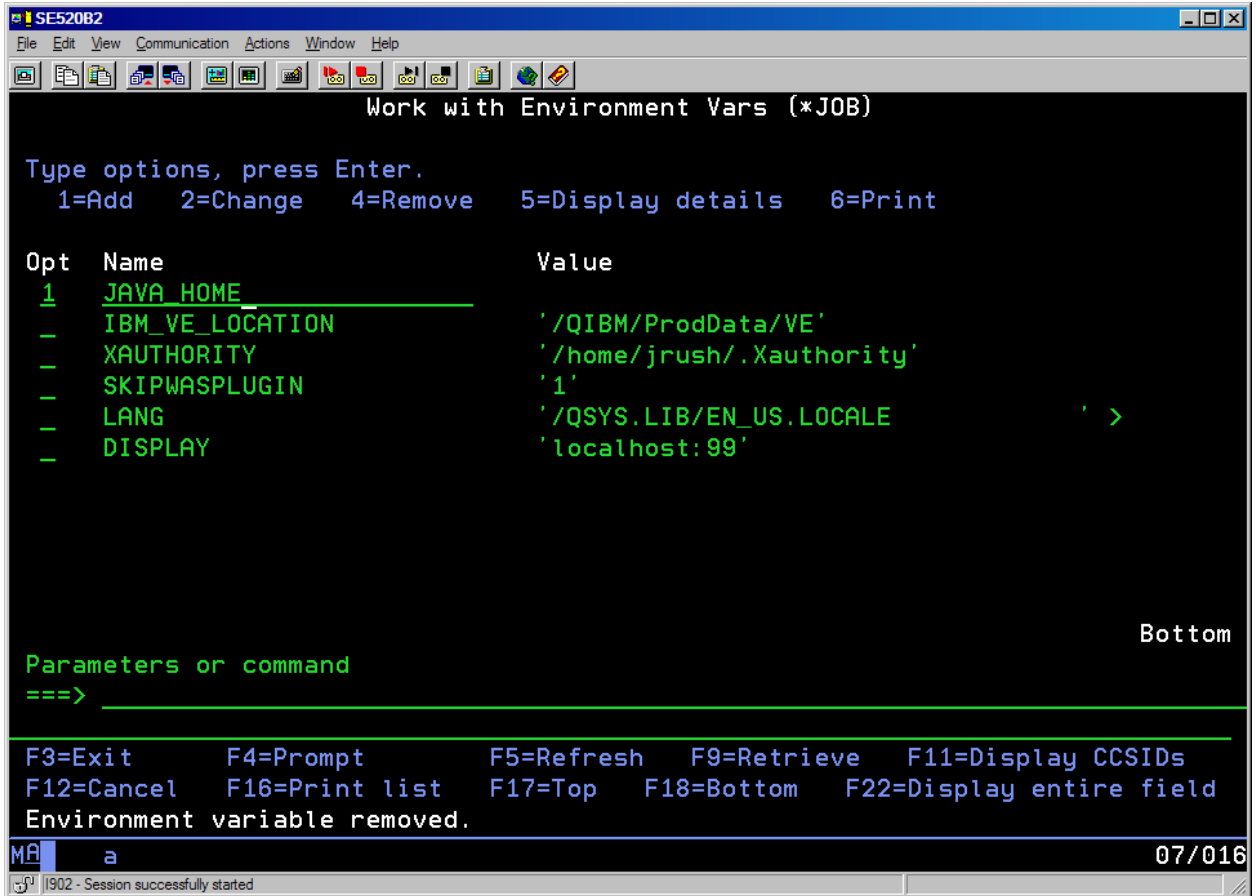 SE520B2
File Edit View Communication Actions Window Help
Work with Environment Vars (*JOB)
Type options, press Enter.
1=Add 2=Change 4=Remove 5=Display details 6=Print
Opt Name Value
1 JAVA_HOME
_ IBM_VE_LOCATION '/QIBM/ProdData/VE'
_ XAUTHORITY '/home/jrush/.Xauthority'
_ SKIPWASPLUGIN '1'
_ LANG '/QSYS.LIB/EN_US.LOCALE ' >
_ DISPLAY 'localhost:99'
Bottom
Parameters or command
===>
F3=Exit F4=Prompt F5=Refresh F9=Retrieve F11=Display CCSIDs
F12=Cancel F16=Print list F17=Top F18=Bottom F22=Display entire field
Environment variable removed.
MA a 07/016
I902 - Session successfully started